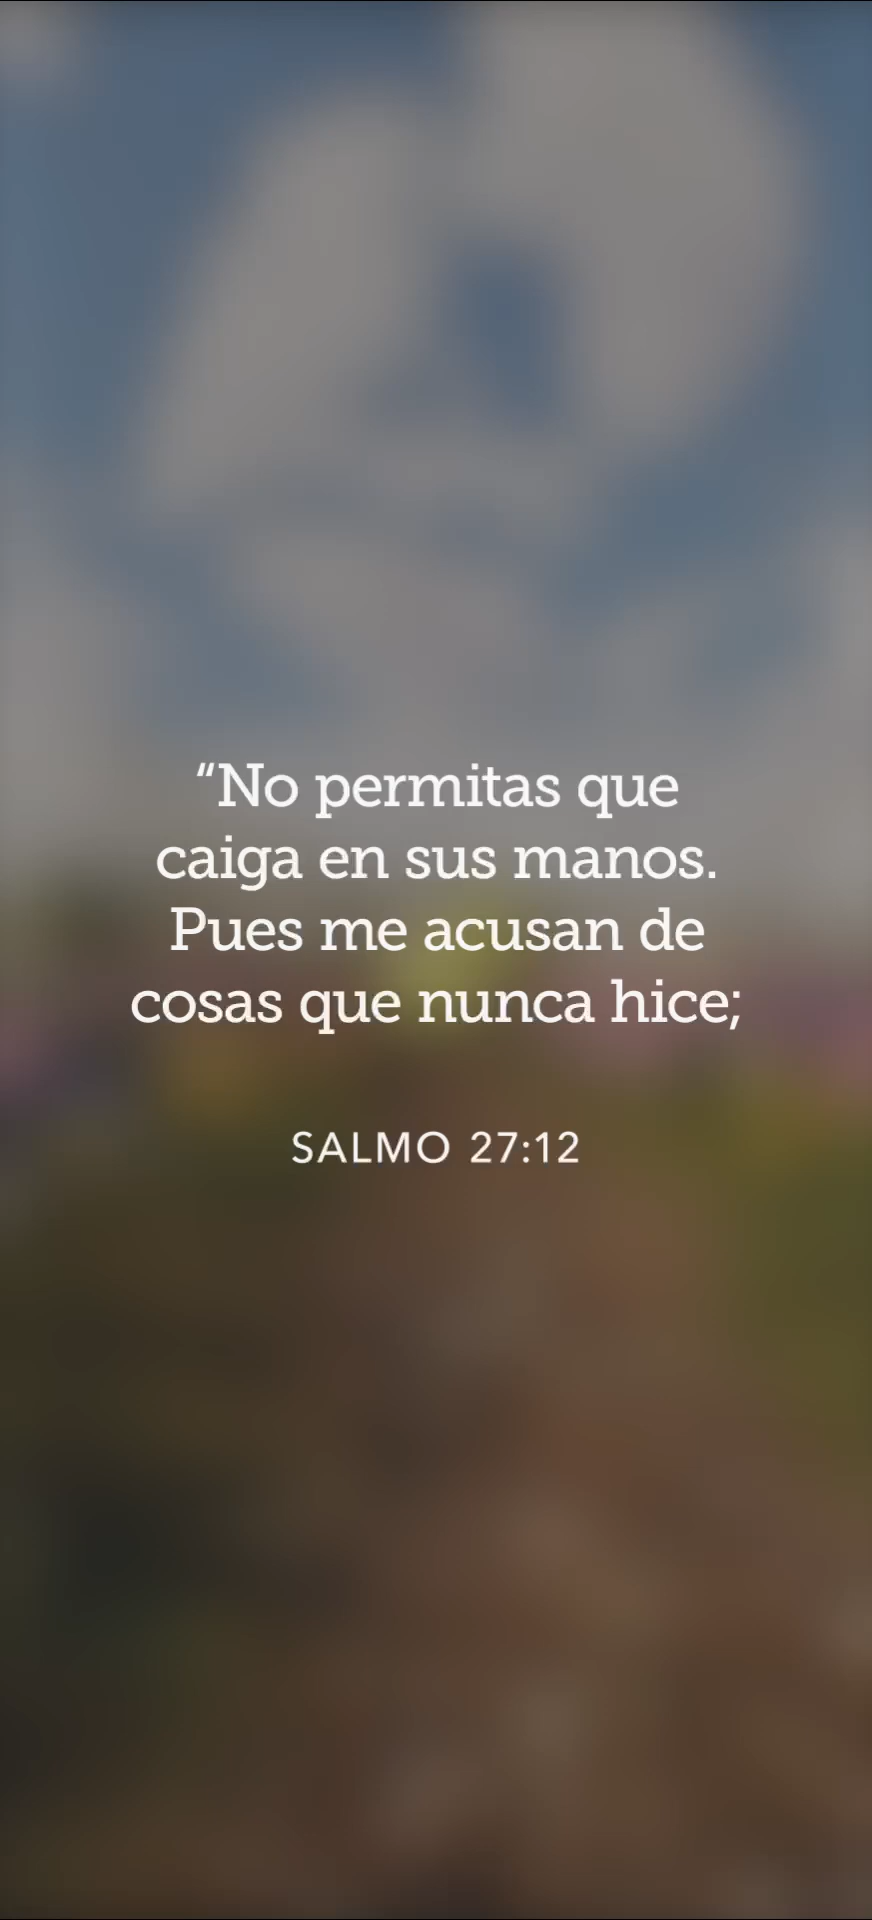 “No permitas que
caiga en sus manos.
Pues me acusan de
cosas que nunca hice;
SALMO 27:12